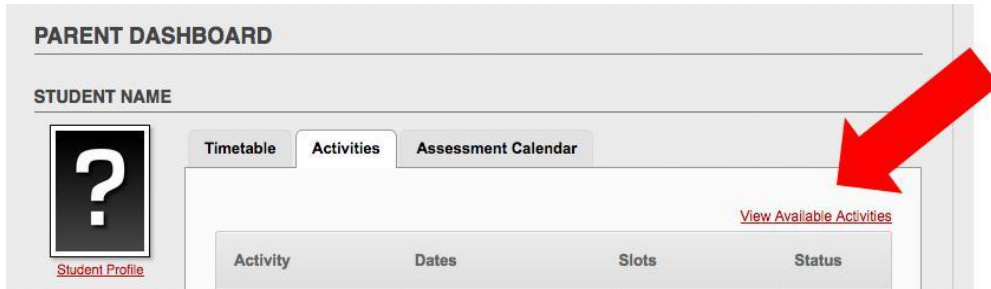 PARENT DASHBOARD
STUDENT NAME
?
Timetable Activities Assessment Calendar
View Available Activities
Student Profile
Activity Dates Slots Status